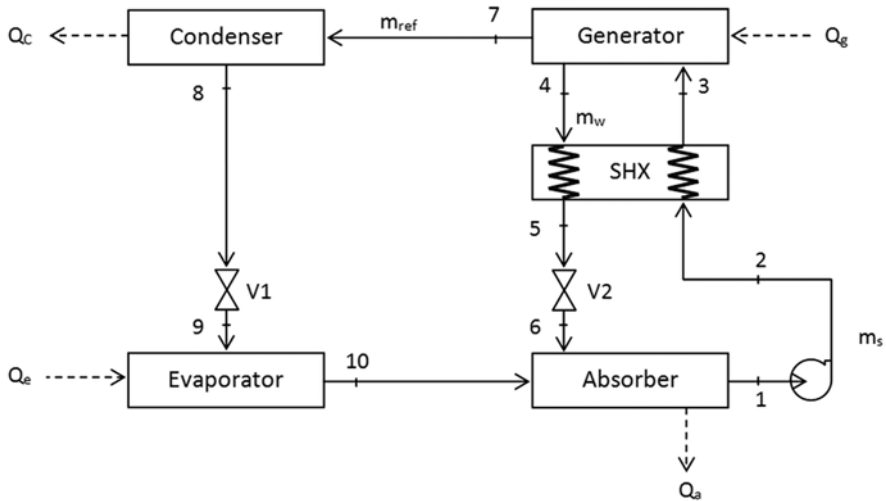 7
m_ref
Q_C
Condenser
Generator
Q_g
8
4
3
m_w
SHX
5
2
V1
V2
9
6
m_s
10
Q_e
Evaporator
Absorber
1
Q_a